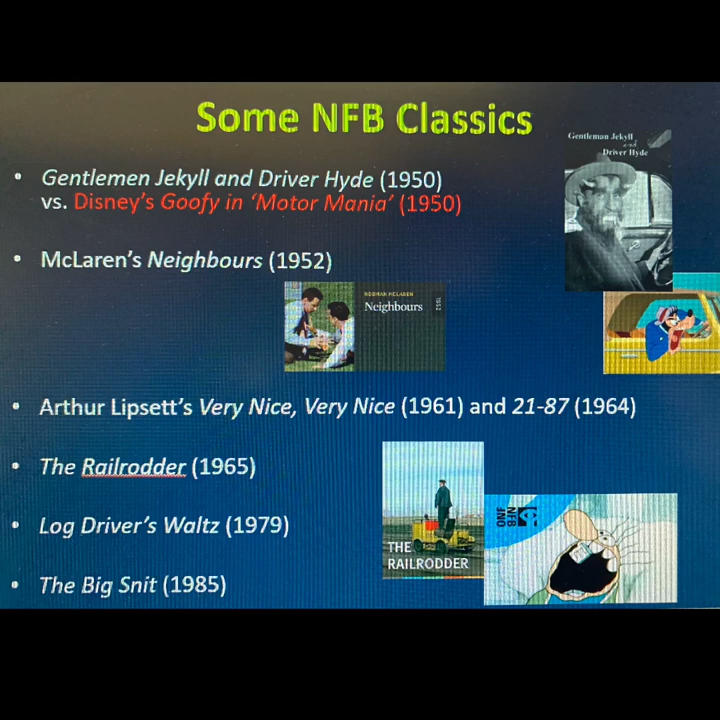 Some NFB Classics
Gentleman Jekyll
and
Driver Hyde
• Gentlemen Jekyll and Driver Hyde (1950)
vs. Disney’s Goofy in ‘Motor Mania’ (1950)
• McLaren’s Neighbours (1952)
NORMAN McLAREN
Neighbours
1952
• Arthur Lipsett’s Very Nice, Very Nice (1961) and 21-87 (1964)
• The Railrodder (1965)
THE
RAILRODDER
NFB
ONF
• Log Driver’s Waltz (1979)
• The Big Snit (1985)